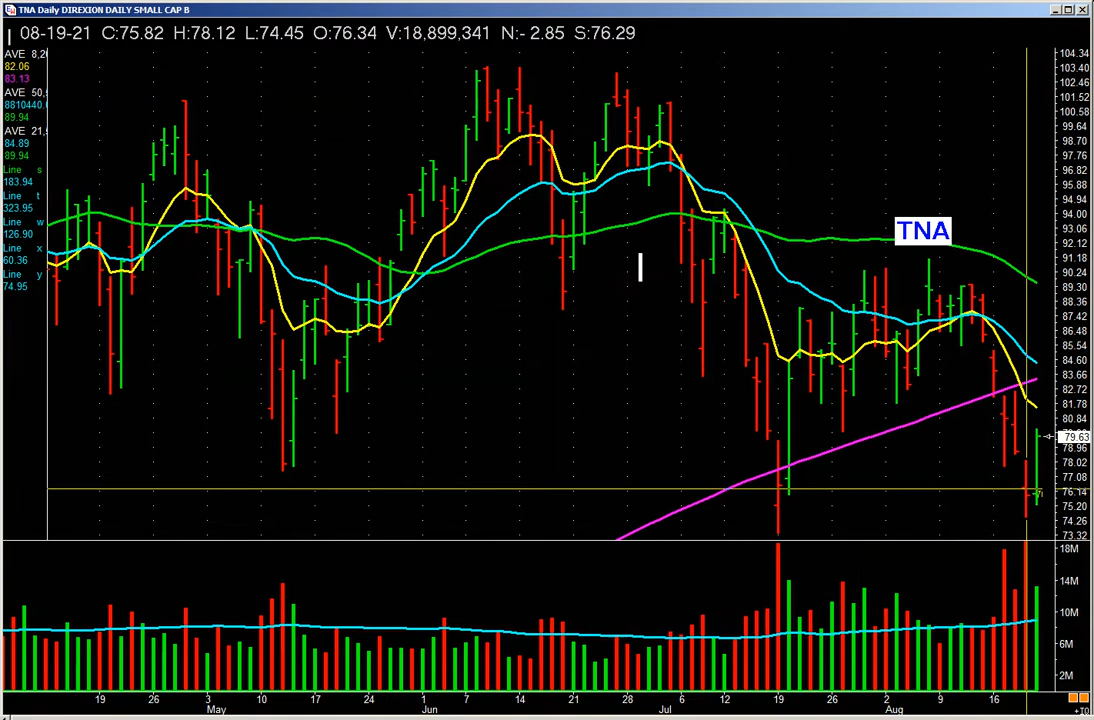 TNA Daily DIREXION DAILY SMALL CAP B
08-19-21 C:75.82 H:78.12 L:74.45 O:76.34 V:18,899,341 N:- 2.85 S:76.29
AVE 8,2
82.06
83.13
AVE 50,
8810440.
89.94
AVE 21,
84.89
89.94
Line s
183.94
Line t
323.95
Line w
126.90
Line x
60.36
Line y
74.95
TNA
104.34
103.40
102.46
101.52
100.58
99.64
98.70
97.76
96.82
95.88
94.94
94.00
93.06
92.12
91.18
90.24
89.30
88.36
87.42
86.48
85.54
84.60
83.66
82.72
81.78
80.84
79.63
78.96
78.02
77.08
76.14
75.20
74.26
73.32
18M
14M
10M
6M
2M
19 26 3 10 17 24 1 7 14 21 28 6 12 19 26 2 9 16
May Jun Jul Aug